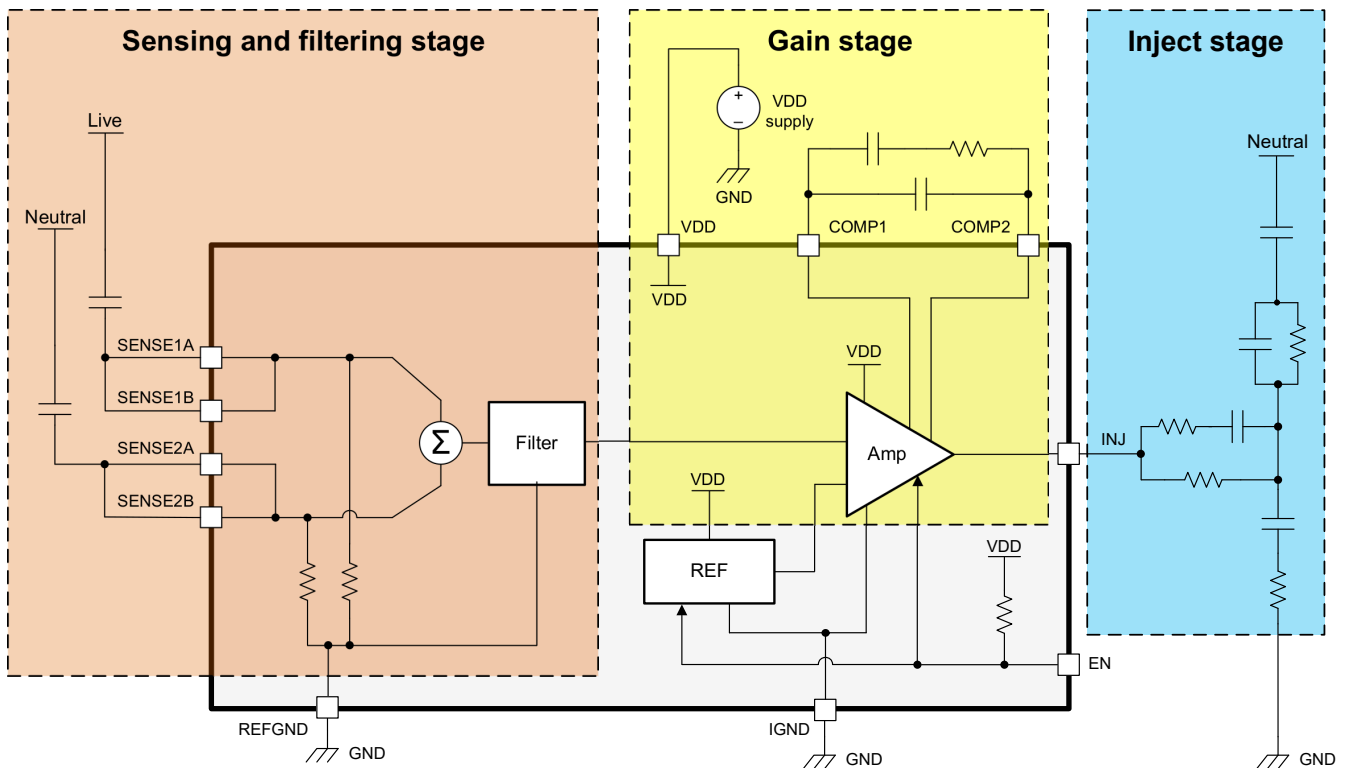 Sensing and filtering stage
Gain stage
Inject stage
Live
Neutral
SENSE1A
SENSE1B
SENSE2A
SENSE2B
Σ
Filter
REFGND
GND
+
–
VDD
supply
GND
VDD
VDD
COMP1
COMP2
VDD
Amp
VDD
REF
VDD
IGND
GND
EN
INJ
Neutral
GND